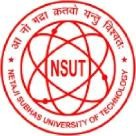 आ नो भद्राः क्रतवो यन्तु विश्वतः
NSUT
NETAJI SUBHAS UNIVERSITY OF TECHNOLOGY